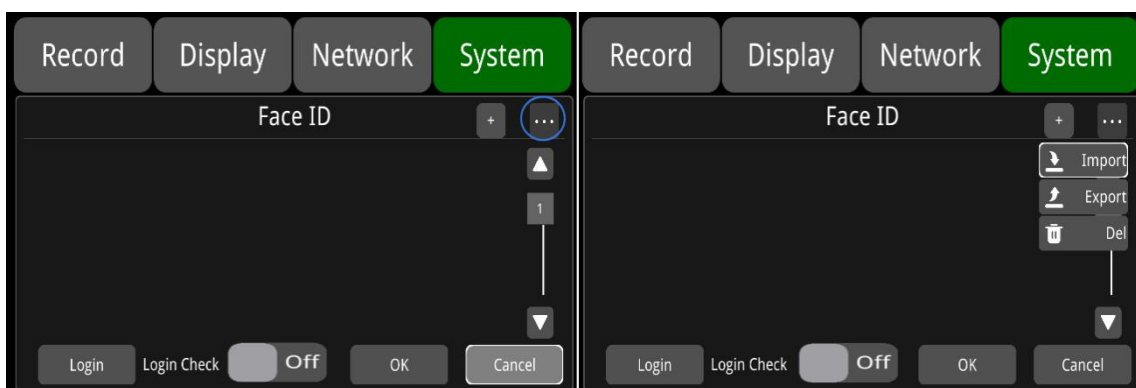 Record Display Network System
Face ID + ...
1
Login Login Check Off OK Cancel
Record Display Network System
Face ID + ...
Import
Export
Del
Login Login Check Off OK Cancel